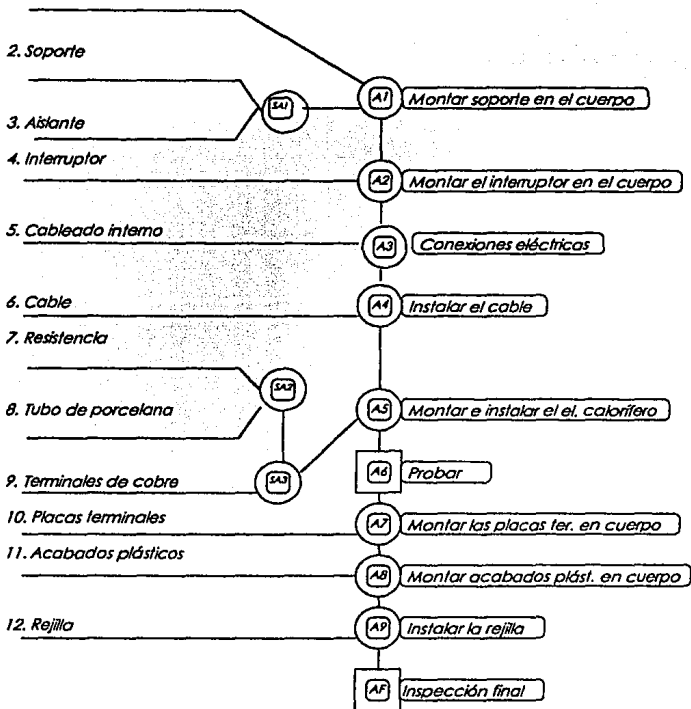 2. Soporte
SA1
A1 Montar soporte en el cuerpo
3. Aislante
4. Interruptor
A2 Montar el interruptor en el cuerpo
5. Cableado interno
A3 Conexiones eléctricas
6. Cable
A4 Instalar el cable
7. Resistencia
SA2
8. Tubo de porcelana
A5 Montar e instalar el el. calorífero
9. Terminales de cobre
SA3
A6 Probar
10. Placas terminales
A7 Montar las placas ter. en cuerpo
11. Acabados plásticos
A8 Montar acabados plást. en cuerpo
12. Rejilla
A9 Instalar la rejilla
AF Inspección final